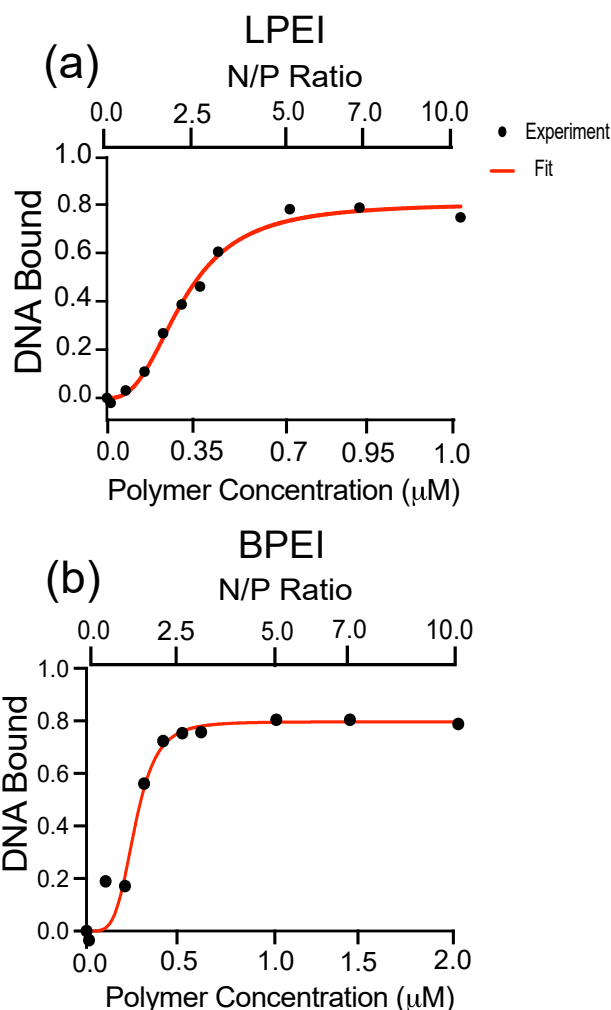 LPEI
(a)
N/P Ratio
0.0 2.5 5.0 7.0 10.0
Experiment
Fit
1.0
0.8
0.6
0.4
0.2
0.0
DNA Bound
0.0 0.35 0.7 0.95 1.0
Polymer Concentration (μM)
BPEI
(b)
N/P Ratio
0.0 2.5 5.0 7.0 10.0
1.0
0.8
0.6
0.4
0.2
0.0
DNA Bound
0.0 0.5 1.0 1.5 2.0
Polymer Concentration (μM)